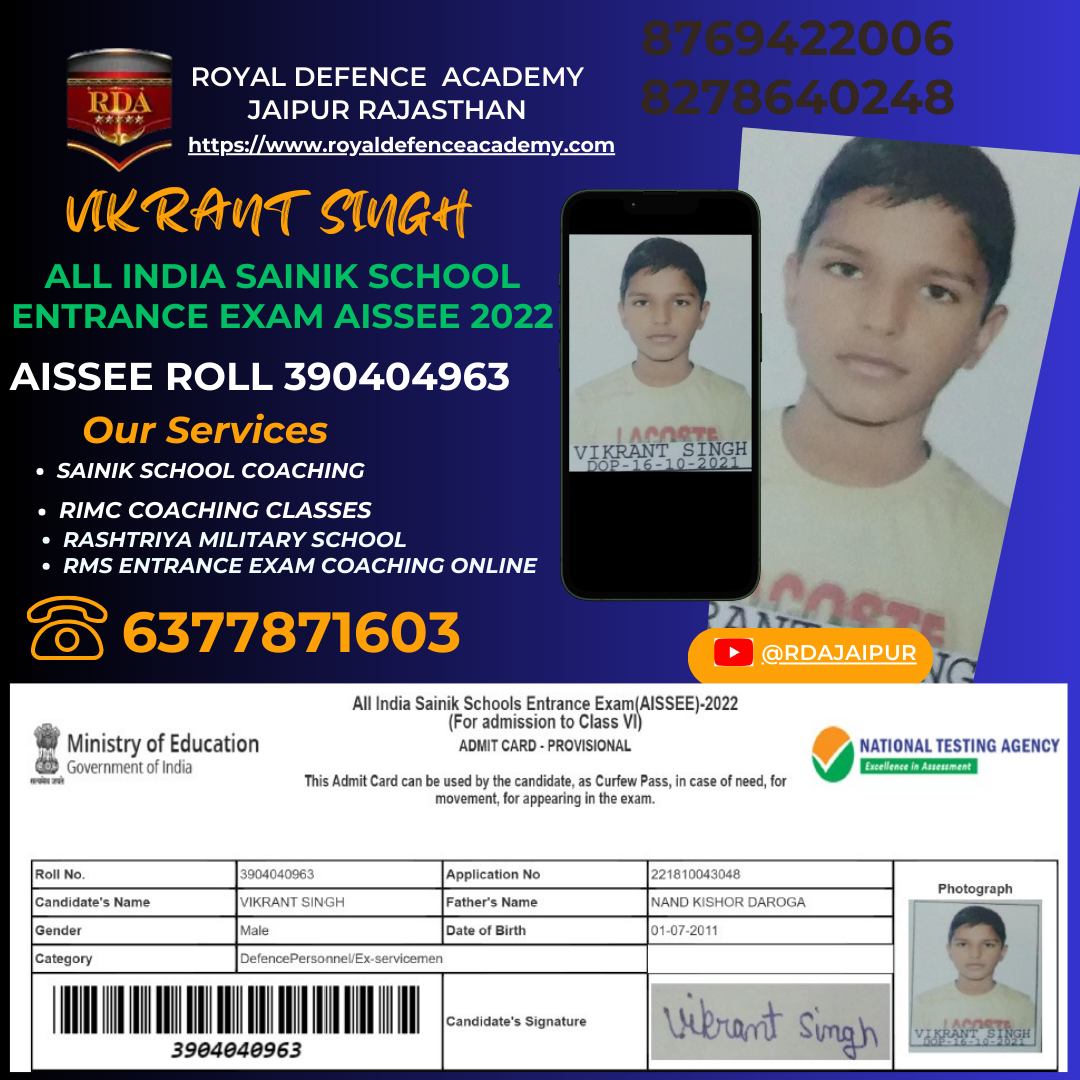 8769422006
8278640248
RDA
ROYAL DEFENCE ACADEMY
JAIPUR RAJASTHAN
https://www.royaldefenceacademy.com
VIKRANT SINGH
ALL INDIA SAINIK SCHOOL
ENTRANCE EXAM AISSEE 2022
AISSEE ROLL 390404963
Our Services
• SAINIK SCHOOL COACHING
• RIMC COACHING CLASSES
• RASHTRIYA MILITARY SCHOOL
• RMS ENTRANCE EXAM COACHING ONLINE
6377871603
LACOSTE
VIKRANT SINGH
DOP-16-10-2021
@RDAJAIPUR
All India Sainik Schools Entrance Exam(AISSEE)-2022
(For admission to Class VI)
ADMIT CARD - PROVISIONAL
This Admit Card can be used by the candidate, as Curfew Pass, in case of need, for
movement, for appearing in the exam.
सत्यमेव जयते
Ministry of Education
Government of India
NATIONAL TESTING AGENCY
Excellence in Assessment
Roll No. 3904040963 Application No 221810043048
Candidate's Name VIKRANT SINGH Father's Name NAND KISHOR DAROGA
Gender Male Date of Birth 01-07-2011
Category DefencePersonnel/Ex-servicemen
Photograph
VIKRANT SINGH
DOP-16-10-2021
3904040963
Candidate's Signature
Vikrant Singh